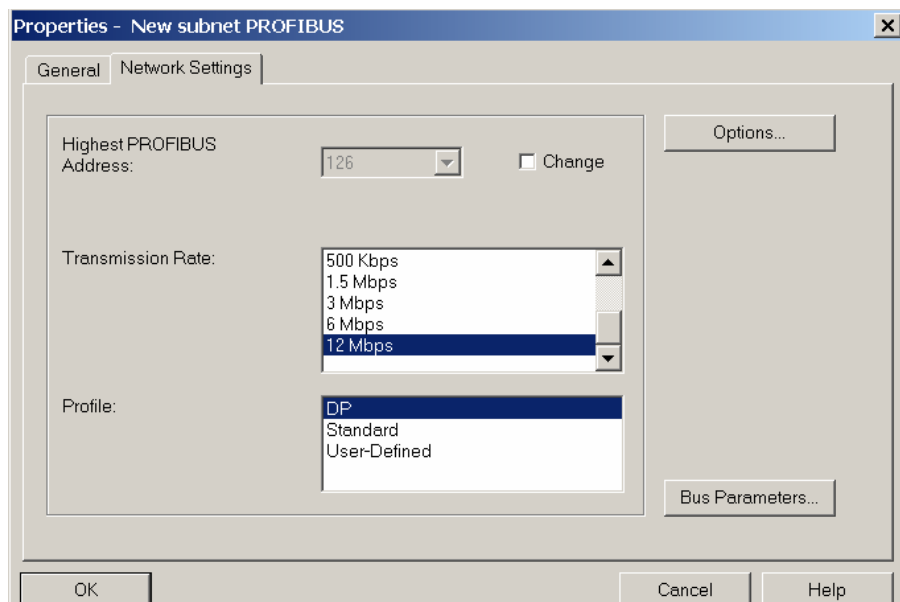 Properties - New subnet PROFIBUS
General
Network Settings
Highest PROFIBUS
Address:
126
Change
Options...
Transmission Rate:
500 Kbps
1.5 Mbps
3 Mbps
6 Mbps
12 Mbps
Profile:
DP
Standard
User-Defined
Bus Parameters...
OK
Cancel
Help